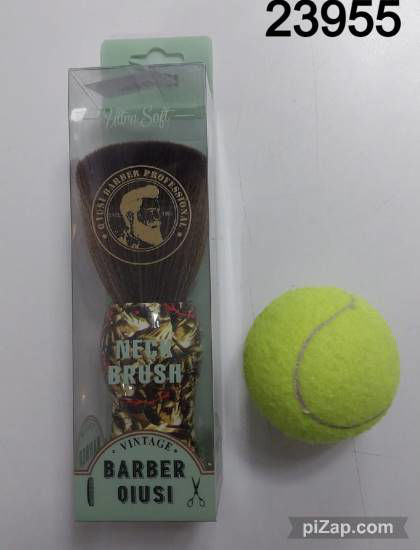 23955
Ultra Soft
QIUSI BARBER PROFESSIONAL
NECK
BRUSH
VINTAGE
BARBER
QIUSI
piZap.com